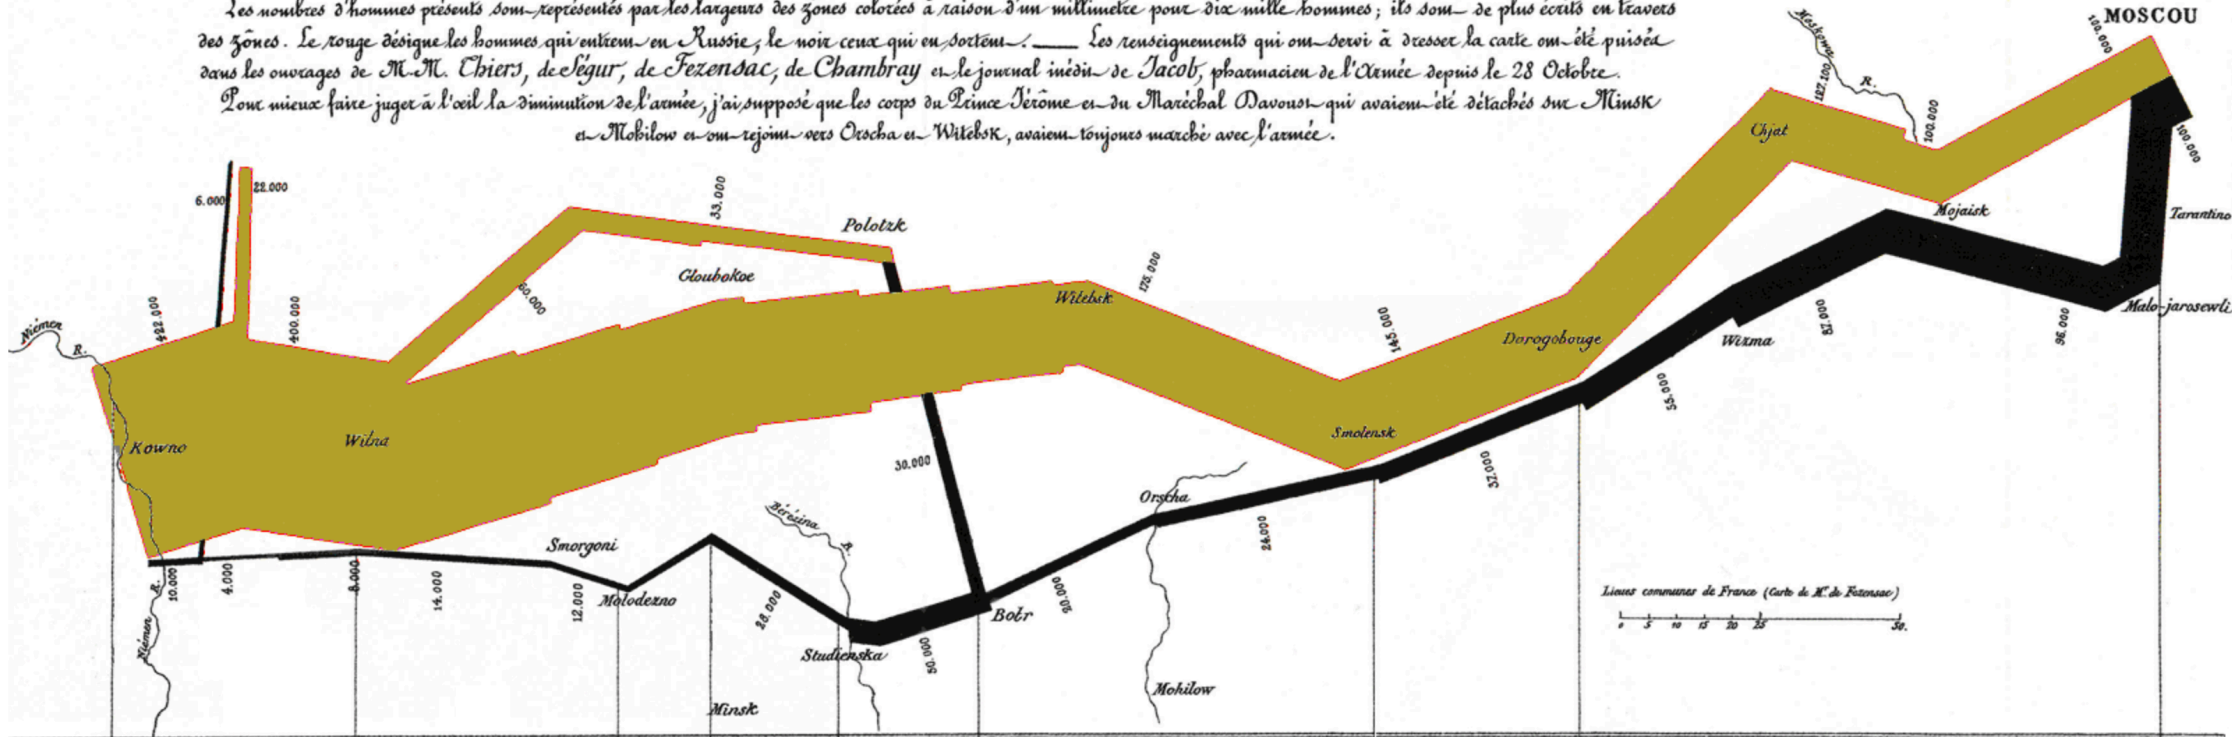 Les nombres d'hommes présents sont représentés par les largeurs des zones colorées à raison d'un millimètre pour dix mille hommes; ils sont de plus écrits en travers
des zônes. Le rouge désigne les hommes qui entrent en Russie; le noir ceux qui en sortent. — Les renseignements qui ont servi à dresser la carte ont été puisés
dans les ouvrages de M.M. Thiers, de Ségur, de Fezensac, de Chambray et le journal inédit de Jacob, pharmacien de l'Armée depuis le 28 Octobre.
Pour mieux faire juger à l'œil la diminution de l'armée, j'ai supposé que les corps du Prince Jérôme et du Maréchal Davoust qui avaient été détachés sur Minsk
et Mobilow et ont rejoint vers Orscha et Witebsk, avaient toujours marché avec l'armée.
MOSCOU
100.000
Moskowa
R.
127.100
100.000
Chjat
100.000
Mojaisk
Tarantino
6.000
22.000
33.000
Polotzk
Gloubokoe
60.000
175.000
Witebsk
422.000
400.000
Niémen
R.
145.000
Dorogobouge
Wixma
87.000
96.000
Malo-jarosewli
55.000
Kowno
Wilna
Smolensk
37.000
30.000
Orscha
24.000
Bérézina
R.
Smorgoni
Molodezno
10.000
4.000
8.000
14.000
12.000
28.000
20.000
Bobr
Studienska
50.000
R.
Niémen
Minsk
Mohilow
Lieues communes de France (Carte de Mr. de Fezensac)
0 5 10 15 20 25 50.